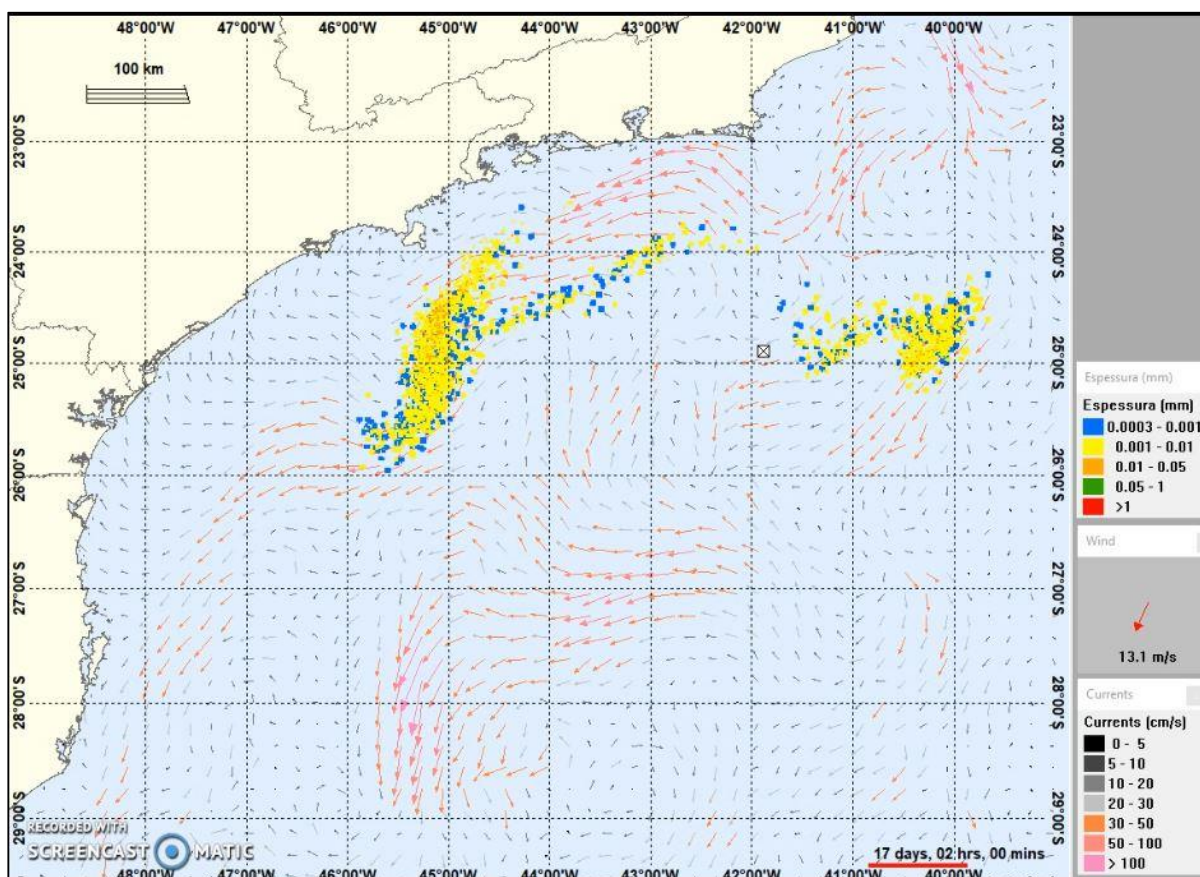 48°00'W 47°00'W 46°00'W 45°00'W 44°00'W 43°00'W 42°00'W 41°00'W 40°00'W
100 km
23°00'S
24°00'S
25°00'S
26°00'S
27°00'S
28°00'S
29°00'S
23°00'S
24°00'S
25°00'S
26°00'S
27°00'S
28°00'S
29°00'S
RECORDED WITH
SCREENCAST MATIC
17 days, 02 hrs, 00 mins
48°00'W 47°00'W 46°00'W 45°00'W 44°00'W 43°00'W 42°00'W 41°00'W 40°00'W
Espessura (mm)
Espessura (mm)
0.0003 - 0.001
0.001 - 0.01
0.01 - 0.05
0.05 - 1
>1
Wind
13.1 m/s
Currents
Currents (cm/s)
0 - 5
5 - 10
10 - 20
20 - 30
30 - 50
50 - 100
> 100